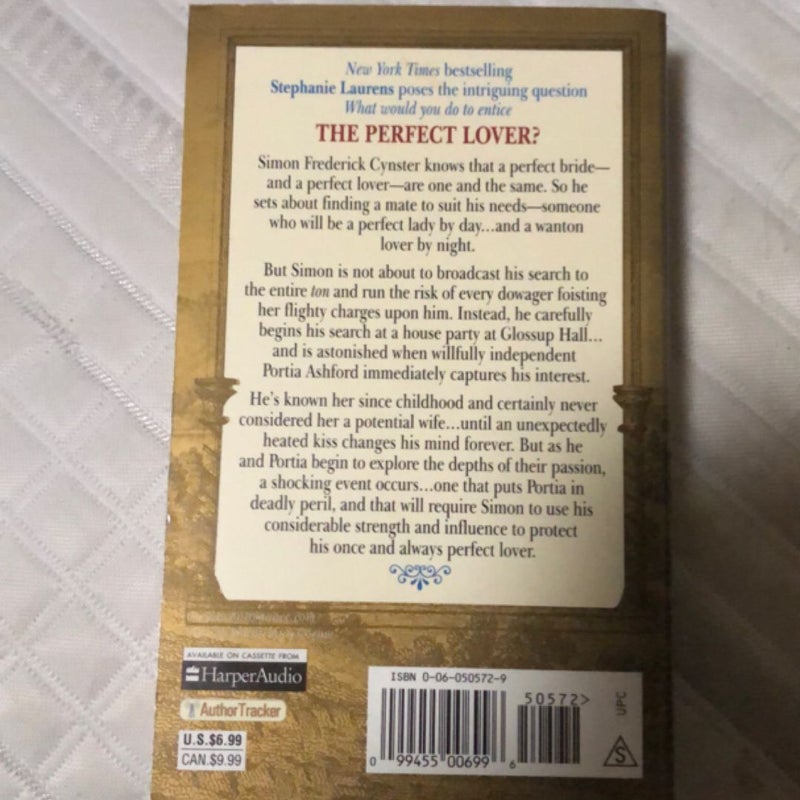 New York Times bestselling
Stephanie Laurens poses the intriguing question
What would you do to entice
THE PERFECT LOVER?
Simon Frederick Cynster knows that a perfect bride—
and a perfect lover—are one and the same. So he
sets about finding a mate to suit his needs—someone
who will be a perfect lady by day...and a wanton
lover by night.
But Simon is not about to broadcast his search to
the entire ton and run the risk of every dowager foisting
her flighty charges upon him. Instead, he carefully
begins his search at a house party at Glossup Hall...
and is astonished when willfully independent
Portia Ashford immediately captures his interest.
He's known her since childhood and certainly never
considered her a potential wife...until an unexpectedly
heated kiss changes his mind forever. But as he
and Portia begin to explore the depths of their passion,
a shocking event occurs...one that puts Portia in
deadly peril, and that will require Simon to use his
considerable strength and influence to protect
his once and always perfect lover.
AVAILABLE ON CASSETTE FROM
HarperAudio
AuthorTracker
U.S.$6.99
CAN.$9.99
ISBN 0-06-050572-9
50572>
UPC
0 99455 00699 6
S